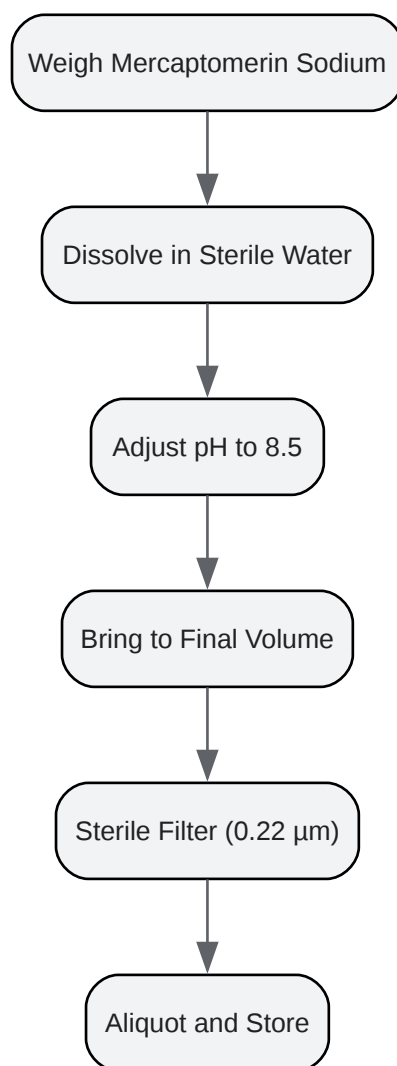 Weigh Mercaptomerin Sodium
Dissolve in Sterile Water
Adjust pH to 8.5
Bring to Final Volume
Sterile Filter (0.22 µm)
Aliquot and Store